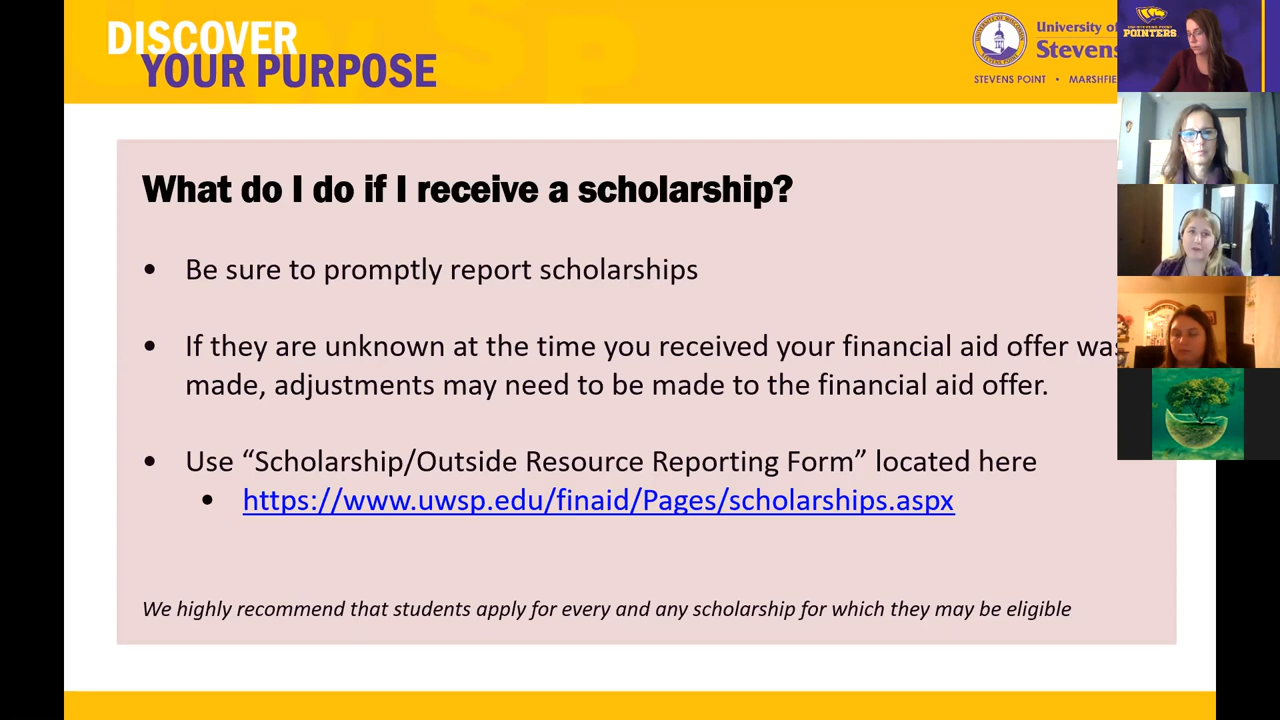 DISCOVER
YOUR PURPOSE
University of
Stevens
STEVENS POINT • MARSHFIE
POINTERS
What do I do if I receive a scholarship?
• Be sure to promptly report scholarships
• If they are unknown at the time you received your financial aid offer was
made, adjustments may need to be made to the financial aid offer.
• Use “Scholarship/Outside Resource Reporting Form” located here
• https://www.uwsp.edu/finaid/Pages/scholarships.aspx
We highly recommend that students apply for every and any scholarship for which they may be eligible